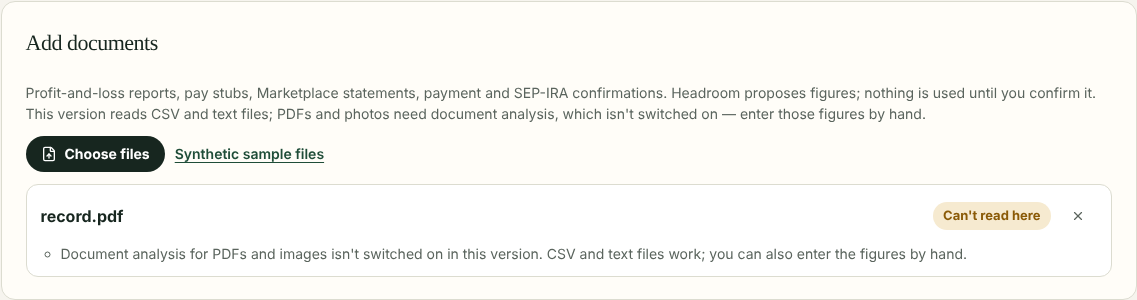 Add documents
Profit-and-loss reports, pay stubs, Marketplace statements, payment and SEP-IRA confirmations. Headroom proposes figures; nothing is used until you confirm it.
This version reads CSV and text files; PDFs and photos need document analysis, which isn't switched on — enter those figures by hand.
Choose files Synthetic sample files
record.pdf Can't read here
Document analysis for PDFs and images isn't switched on in this version. CSV and text files work; you can also enter the figures by hand.